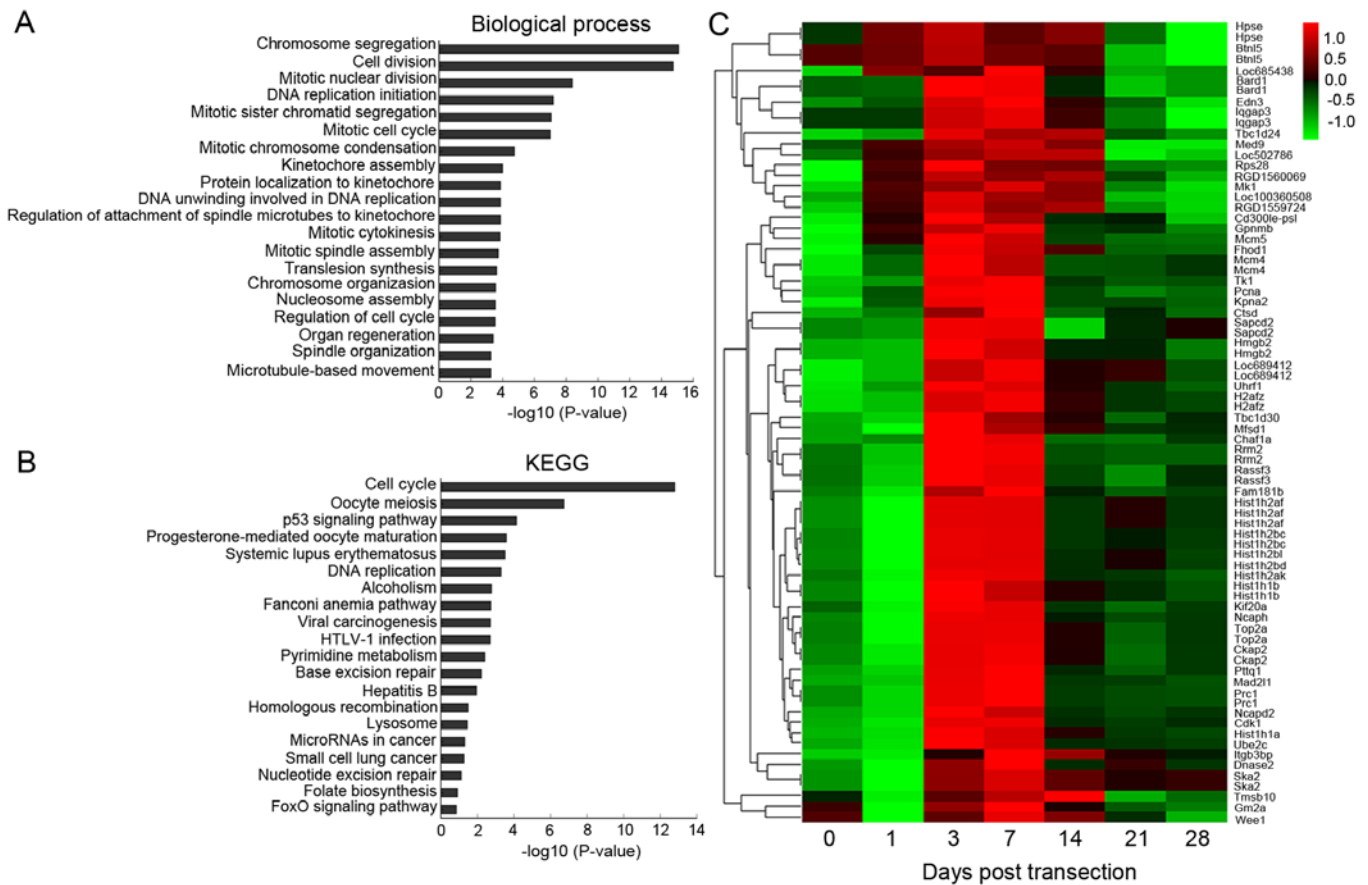 A
Biological process
Chromosome segregation
Cell division
Mitotic nuclear division
DNA replication initiation
Mitotic sister chromatid segregation
Mitotic cell cycle
Mitotic chromosome condensation
Kinetochore assembly
Protein localization to kinetochore
DNA unwinding involved in DNA replication
Regulation of attachment of spindle microtubes to kinetochore
Mitotic cytokinesis
Mitotic spindle assembly
Translesion synthesis
Chromosome organizasion
Nucleosome assembly
Regulation of cell cycle
Organ regeneration
Spindle organization
Microtubule-based movement
0 2 4 6 8 10 12 14 16
-log10 (P-value)
B
KEGG
Cell cycle
Oocyte meiosis
p53 signaling pathway
Progesterone-mediated oocyte maturation
Systemic lupus erythematosus
DNA replication
Alcoholism
Fanconi anemia pathway
Viral carcinogenesis
HTLV-1 infection
Pyrimidine metabolism
Base excision repair
Hepatitis B
Homologous recombination
Lysosome
MicroRNAs in cancer
Small cell lung cancer
Nucleotide excision repair
Folate biosynthesis
FoxO signaling pathway
0 2 4 6 8 10 12 14
-log10 (P-value)
C
Hpse
Hpse
Btnl5
Btnl5
Loc685438
Bard1
Bard1
Edn3
Iqgap3
Iqgap3
Tbc1d24
Med9
Loc502786
Rps28
RGD1560069
Mk1
Loc100360508
RGD1559724
Cd300le-psl
Gpnmb
Mcm5
Fhod1
Mcm4
Mcm4
Tk1
Pcna
Kpna2
Ctsd
Sapcd2
Sapcd2
Hmgb2
Hmgb2
Loc689412
Loc689412
Uhrf1
H2afz
H2afz
Tbc1d30
Mfsd1
Chaf1a
Rrm2
Rrm2
Rassf3
Rassf3
Fam181b
Hist1h2af
Hist1h2af
Hist1h2af
Hist1h2bc
Hist1h2bc
Hist1h2bl
Hist1h2bd
Hist1h2ak
Hist1h1b
Hist1h1b
Kif20a
Ncaph
Top2a
Top2a
Ckap2
Ckap2
Pttq1
Mad2l1
Prc1
Prc1
Ncapd2
Cdk1
Hist1h1a
Ube2c
Itgb3bp
Dnase2
Ska2
Ska2
Tmsb10
Gm2a
Wee1
1.0
0.0
-0.5
-1.0
0 1 3 7 14 21 28
Days post transection